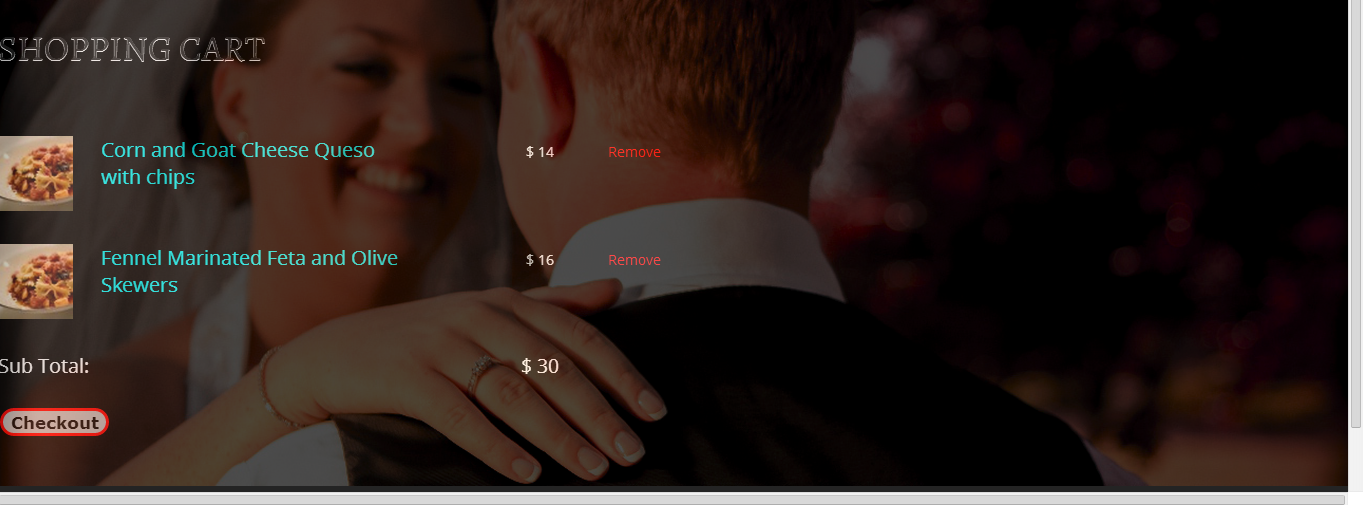 SHOPPING CART
Corn and Goat Cheese Queso
with chips
$ 14
Remove
Fennel Marinated Feta and Olive
Skewers
$ 16
Remove
Sub Total:
$ 30
Checkout